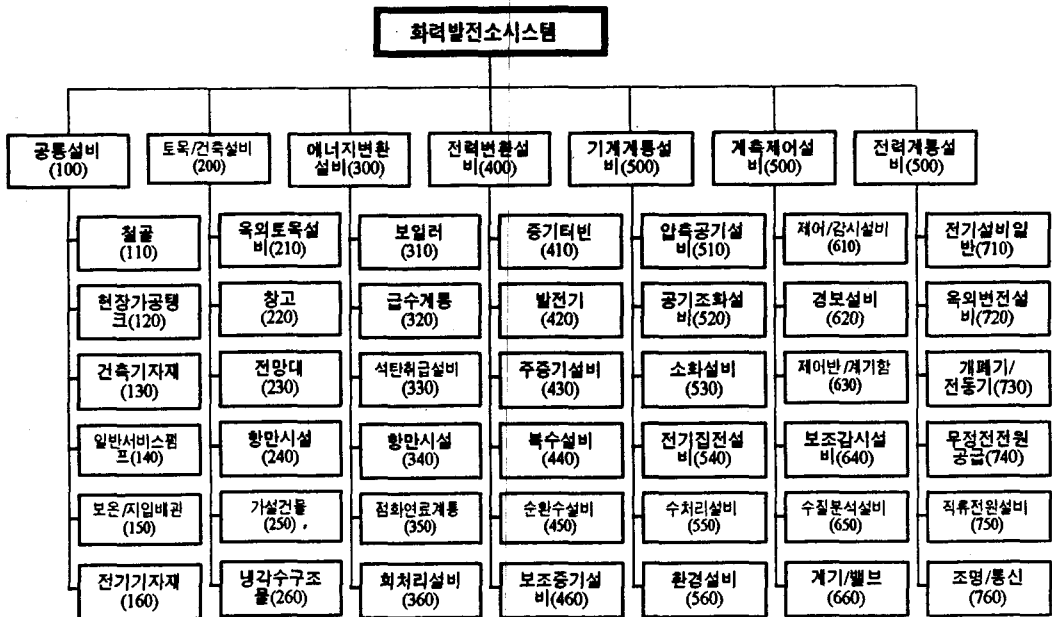 화력발전소시스템
공통설비
(100)
토목/건축설비
(200)
에너지변환
설비(300)
전력변환설
비(400)
기계계통설
비(500)
계측제어설
비(500)
전력계통설
비(500)
철골
(110)
옥외토목설
비(210)
보일러
(310)
증기터빈
(410)
압축공기설
비(510)
제어/감시설비
(610)
전기설비일
반(710)
현장가공탱
크(120)
창고
(220)
급수계통
(320)
발전기
(420)
공기조화설
비(520)
경보설비
(620)
옥외변전설
비(720)
건축기자재
(130)
전망대
(230)
석탄취급설비
(330)
주증기설비
(430)
소화설비
(530)
제어반/계기함
(630)
개폐기/
전동기(730)
일반서비스펌
프(140)
항만시설
(240)
항만시설
(340)
복수설비
(440)
전기집전설
비(540)
보조감시설
비(640)
무정전전원
공급(740)
보온/지입배관
(150)
가설건물
(250)
점화연료계통
(350)
순환수설비
(450)
수처리설비
(550)
수질분석설비
(650)
직류전원설비
(750)
전기기자재
(160)
냉각수구조
물(260)
회처리설비
(360)
보조증기설
비(460)
환경설비
(560)
계기/밸브
(660)
조명/통신
(760)